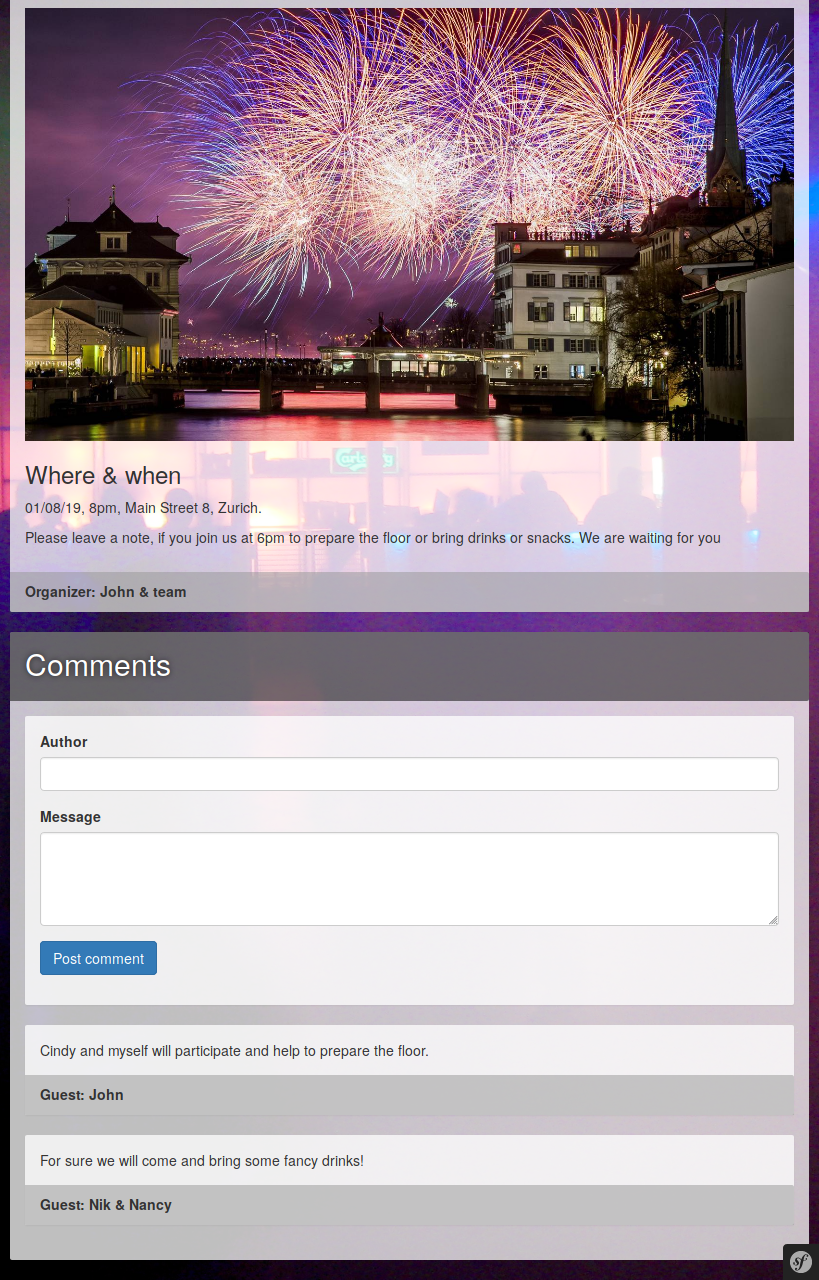 Carlsberg
Where & when
01/08/19, 8pm, Main Street 8, Zurich.
Please leave a note, if you join us at 6pm to prepare the floor or bring drinks or snacks. We are waiting for you
Organizer: John & team
Comments
Author
Message
Post comment
Cindy and myself will participate and help to prepare the floor.
Guest: John
For sure we will come and bring some fancy drinks!
Guest: Nik & Nancy
sf